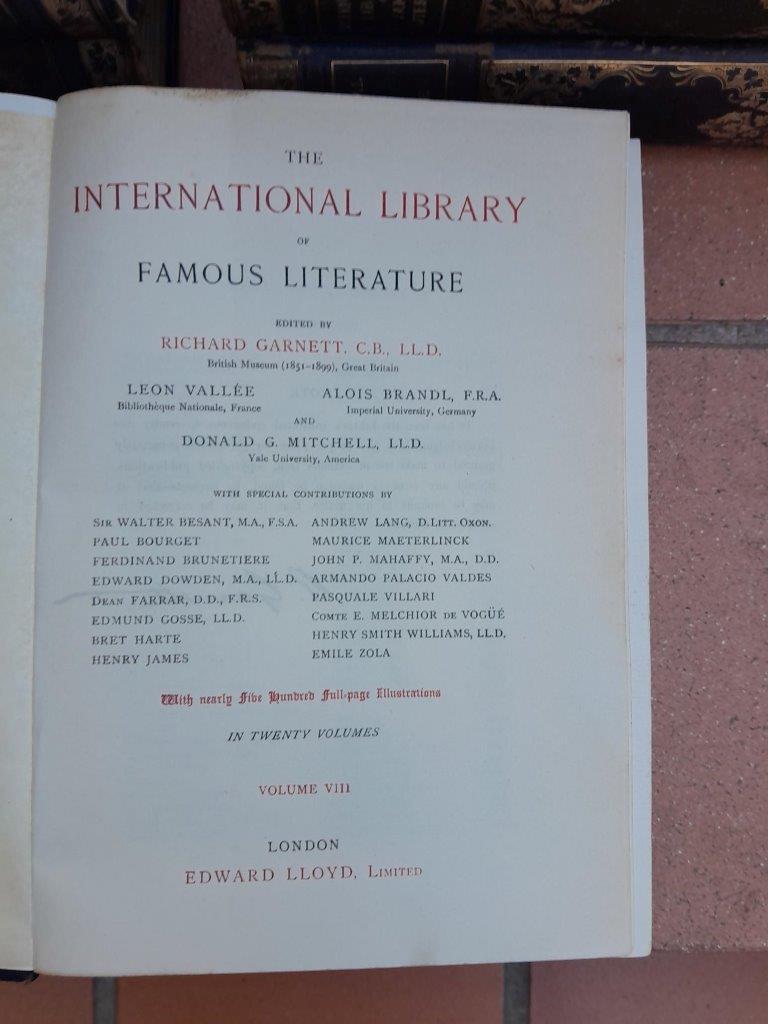 THE
INTERNATIONAL LIBRARY
OF
FAMOUS LITERATURE
EDITED BY
RICHARD GARNETT, C.B., LL.D.
British Museum (1851–1899), Great Britain
LEON VALLÉE
Bibliothèque Nationale, France
ALOIS BRANDL, F.R.A.
Imperial University, Germany
AND
DONALD G. MITCHELL, LL.D.
Yale University, America
WITH SPECIAL CONTRIBUTIONS BY
SIR WALTER BESANT, M.A., F.S.A.
PAUL BOURGET
FERDINAND BRUNETIERE
EDWARD DOWDEN, M.A., LL.D.
DEAN FARRAR, D.D., F.R.S.
EDMUND GOSSE, LL.D.
BRET HARTE
HENRY JAMES
ANDREW LANG, D.LITT. OXON.
MAURICE MAETERLINCK
JOHN P. MAHAFFY, M.A., D.D.
ARMANDO PALACIO VALDES
PASQUALE VILLARI
COMTE E. MELCHIOR DE VOGÜÉ
HENRY SMITH WILLIAMS, LL.D.
EMILE ZOLA
With nearly Five Hundred Full-page Illustrations
IN TWENTY VOLUMES
VOLUME VIII
LONDON
EDWARD LLOYD, LIMITED